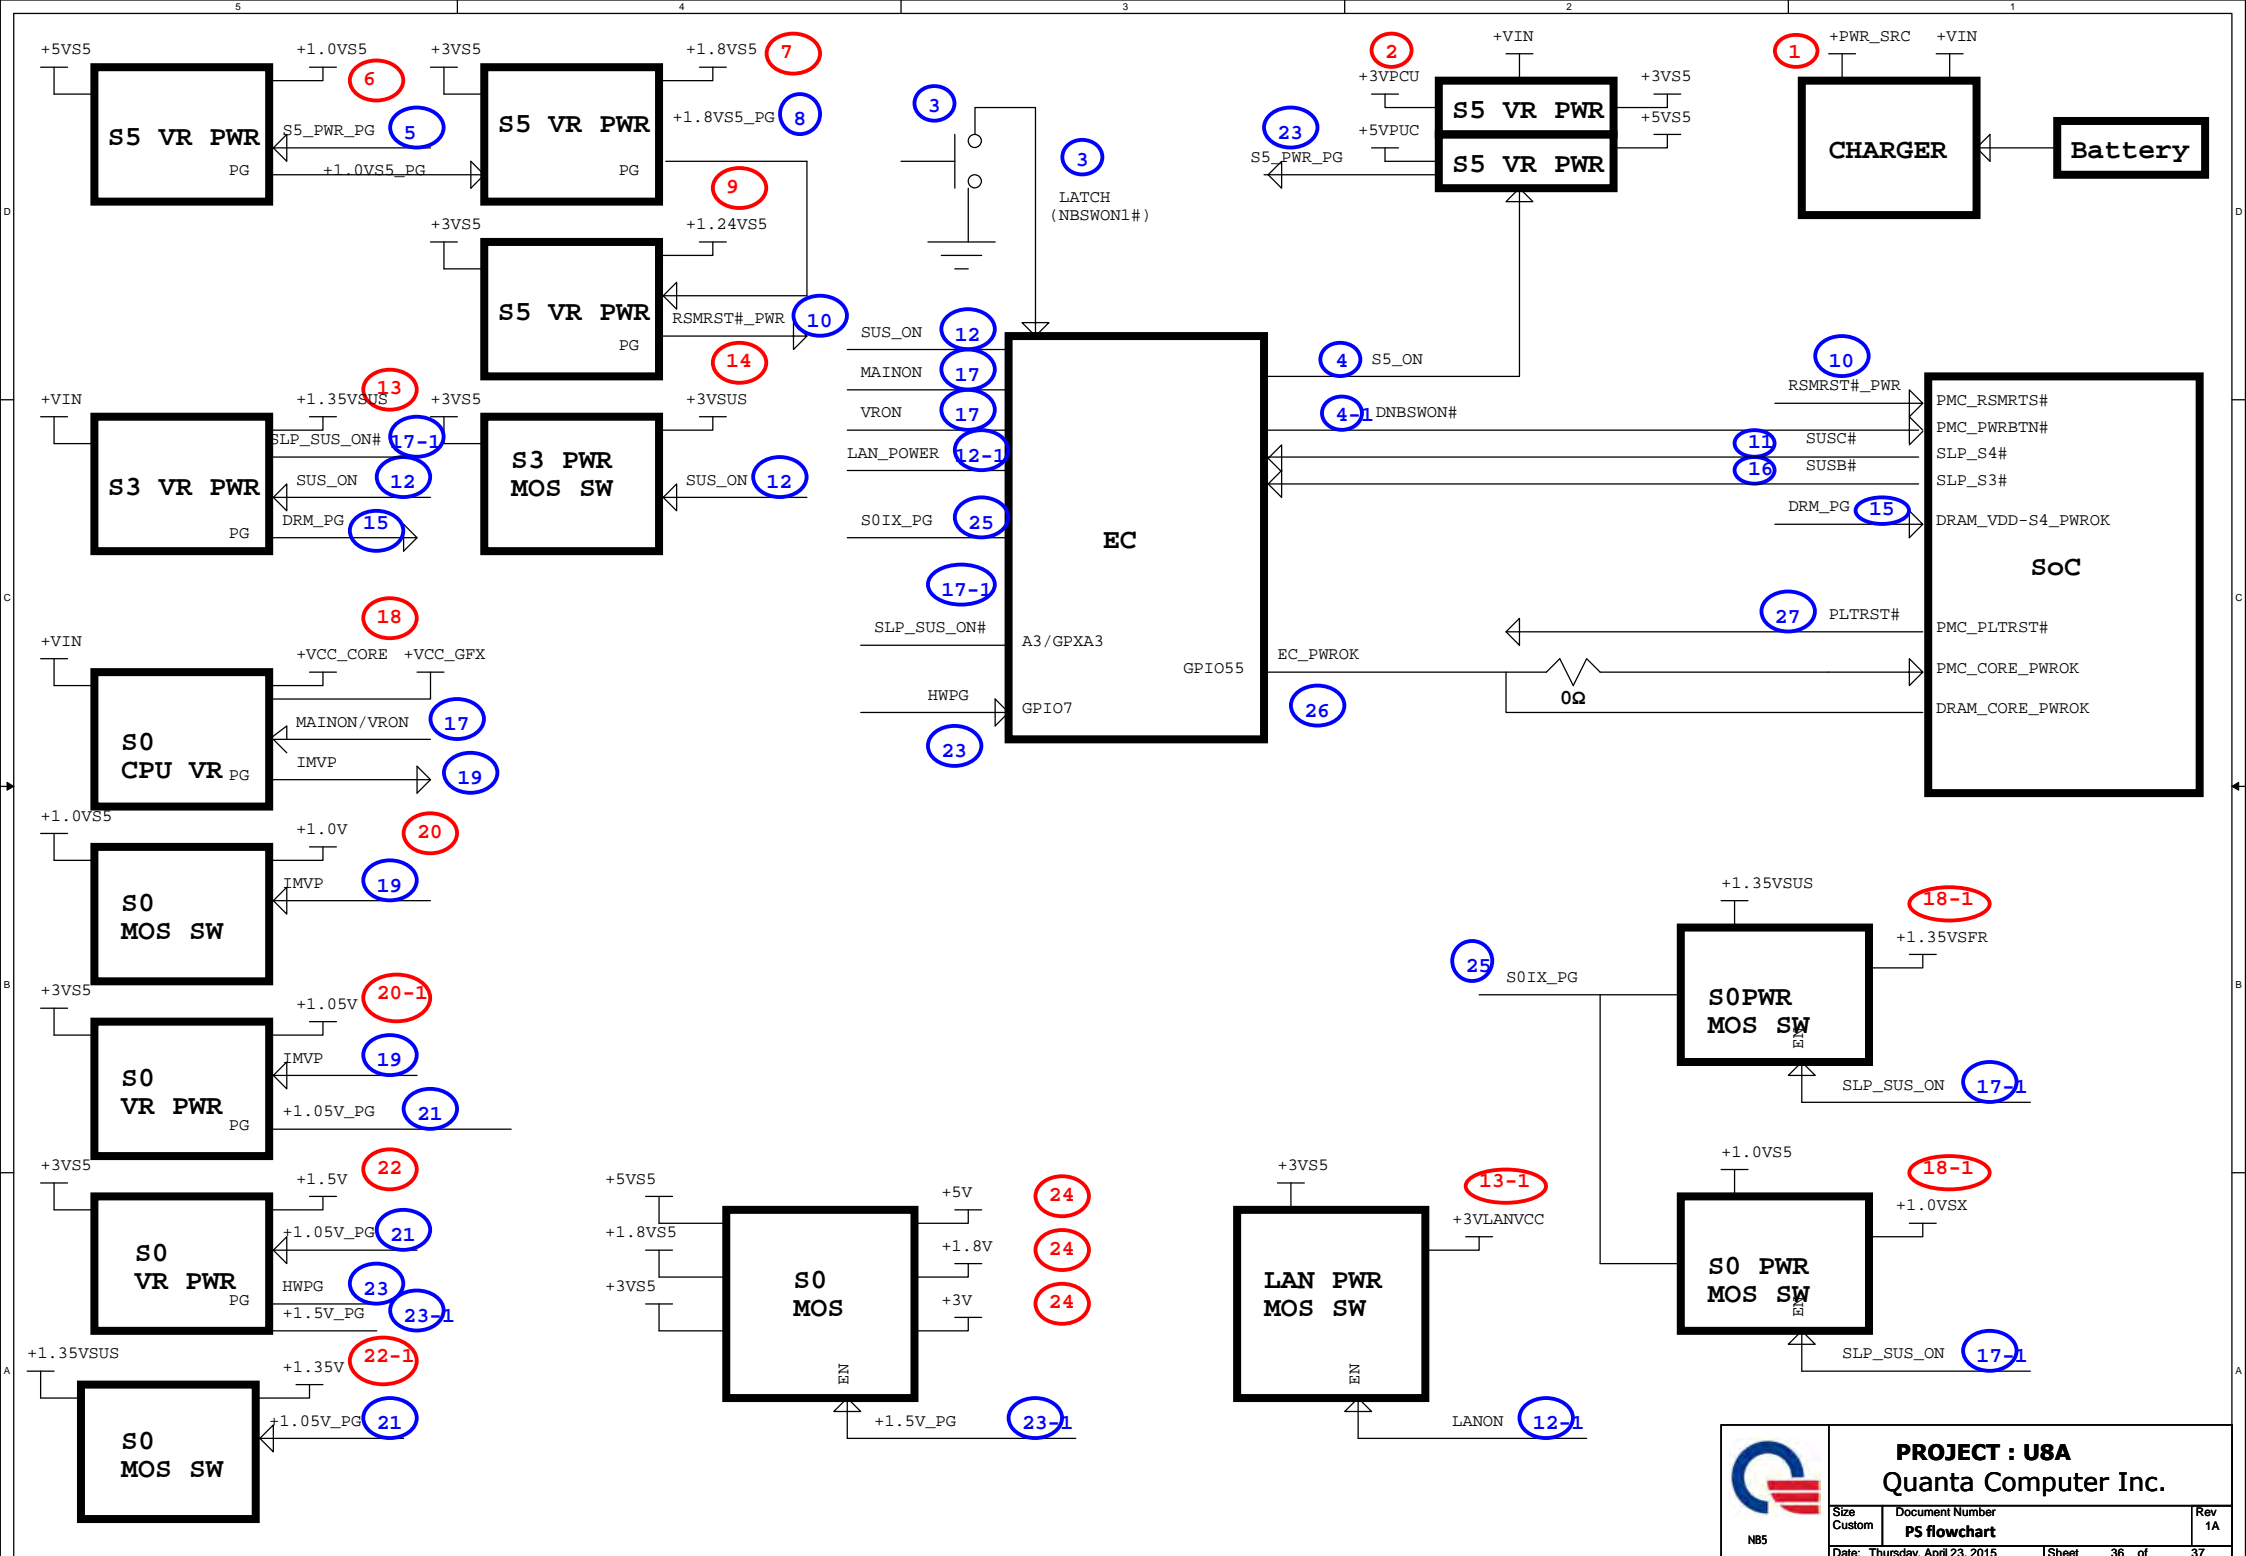 5 4 3 2 1
+5VS5
+1.0VS5
6
S5 VR PWR
S5_PWR_PG
5
PG
+1.0VS5_PG
+3VS5
+1.8VS5
7
S5 VR PWR
+1.8VS5_PG
8
PG
9
+3VS5
+1.24VS5
S5 VR PWR
RSMRST#_PWR
10
PG
14
3
3
LATCH
(NBSWON1#)
2
+VIN
+3VPCU
+3VS5
S5 VR PWR
+5VPUC
+5VS5
S5 VR PWR
23
S5_PWR_PG
1
+PWR_SRC
+VIN
CHARGER
Battery
D
D
SUS_ON
12
MAINON
17
VRON
17
LAN_POWER
12-1
S0IX_PG
25
17-1
SLP_SUS_ON#
A3/GPXA3
HWPG
GPIO7
23
EC
GPIO55
4
S5_ON
4-1
DNBSWON#
EC_PWROK
26
0Ω
10
RSMRST#_PWR
PMC_RSMRTS#
PMC_PWRBTN#
11
SUSC#
SLP_S4#
16
SUSB#
SLP_S3#
DRM_PG
15
DRAM_VDD-S4_PWROK
SoC
27
PLTRST#
PMC_PLTRST#
PMC_CORE_PWROK
DRAM_CORE_PWROK
+VIN
+1.35VSUS
13
SLP_SUS_ON#
17-1
S3 VR PWR
SUS_ON
12
DRM_PG
15
PG
+3VS5
+3VSUS
S3 PWR
MOS SW
SUS_ON
12
C
C
18
+VIN
+VCC_CORE
+VCC_GFX
MAINON/VRON
17
S0
CPU VR
PG
IMVP
19
+1.0VS5
+1.0V
20
IMVP
19
S0
MOS SW
+3VS5
+1.05V
20-1
IMVP
19
S0
VR PWR
PG
+1.05V_PG
21
B
B
+3VS5
+1.5V
22
+1.05V_PG
21
S0
VR PWR
PG
HWPG
23
+1.5V_PG
23-1
+1.35VSUS
+1.35V
22-1
+1.05V_PG
21
S0
MOS SW
+5VS5
+5V
24
+1.8VS5
+1.8V
24
+3VS5
+3V
24
S0
MOS
EN
+1.5V_PG
23-1
+3VS5
13-1
+3VLANVCC
LAN PWR
MOS SW
EN
LANON
12-1
+1.35VSUS
18-1
+1.35VSFR
25
S0IX_PG
S0PWR
MOS SW
EN
SLP_SUS_ON
17-1
+1.0VS5
18-1
+1.0VSX
S0 PWR
MOS SW
EN
SLP_SUS_ON
17-1
A
A
NB5
PROJECT : U8A
Quanta Computer Inc.
Size
Custom
Document Number
PS flowchart
Rev
1A
Date: Thursday, April 23, 2015
Sheet 36 of 37